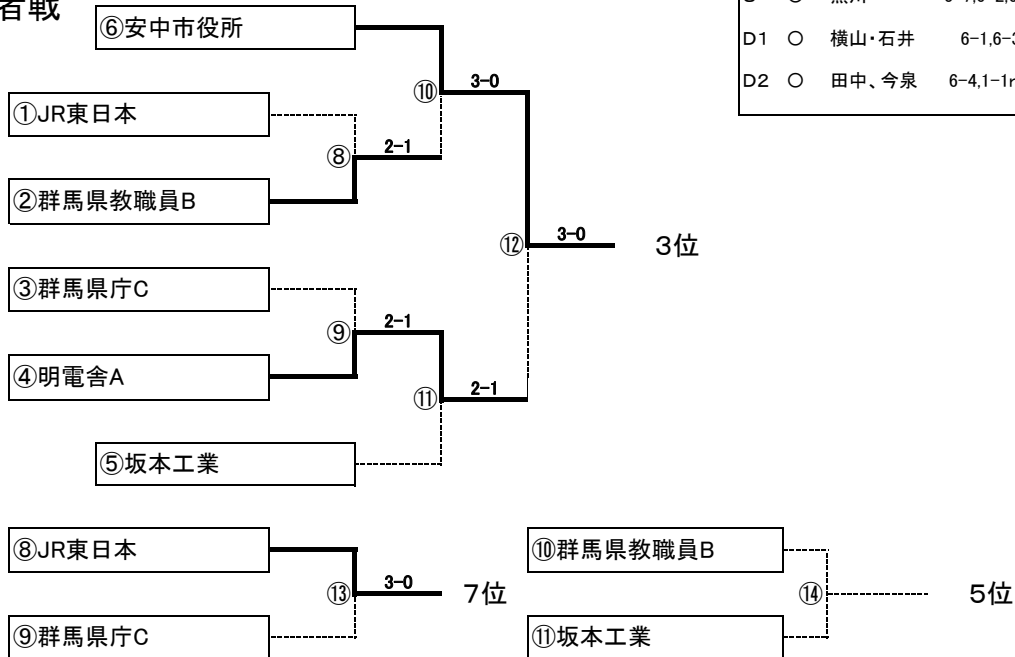 者戦
⑥安中市役所
D1 ○ 横山・石井 6-1,6-3
D2 ○ 田中、今泉 6-4,1-1r
⑩ 3-0
①JR東日本
⑧ 2-1
②群馬県教職員B
⑫ 3-0 3位
③群馬県庁C
⑨ 2-1
④明電舎A
⑪ 2-1
⑤坂本工業
⑧JR東日本
⑩群馬県教職員B
⑬ 3-0 7位
⑭ 5位
⑨群馬県庁C
⑪坂本工業